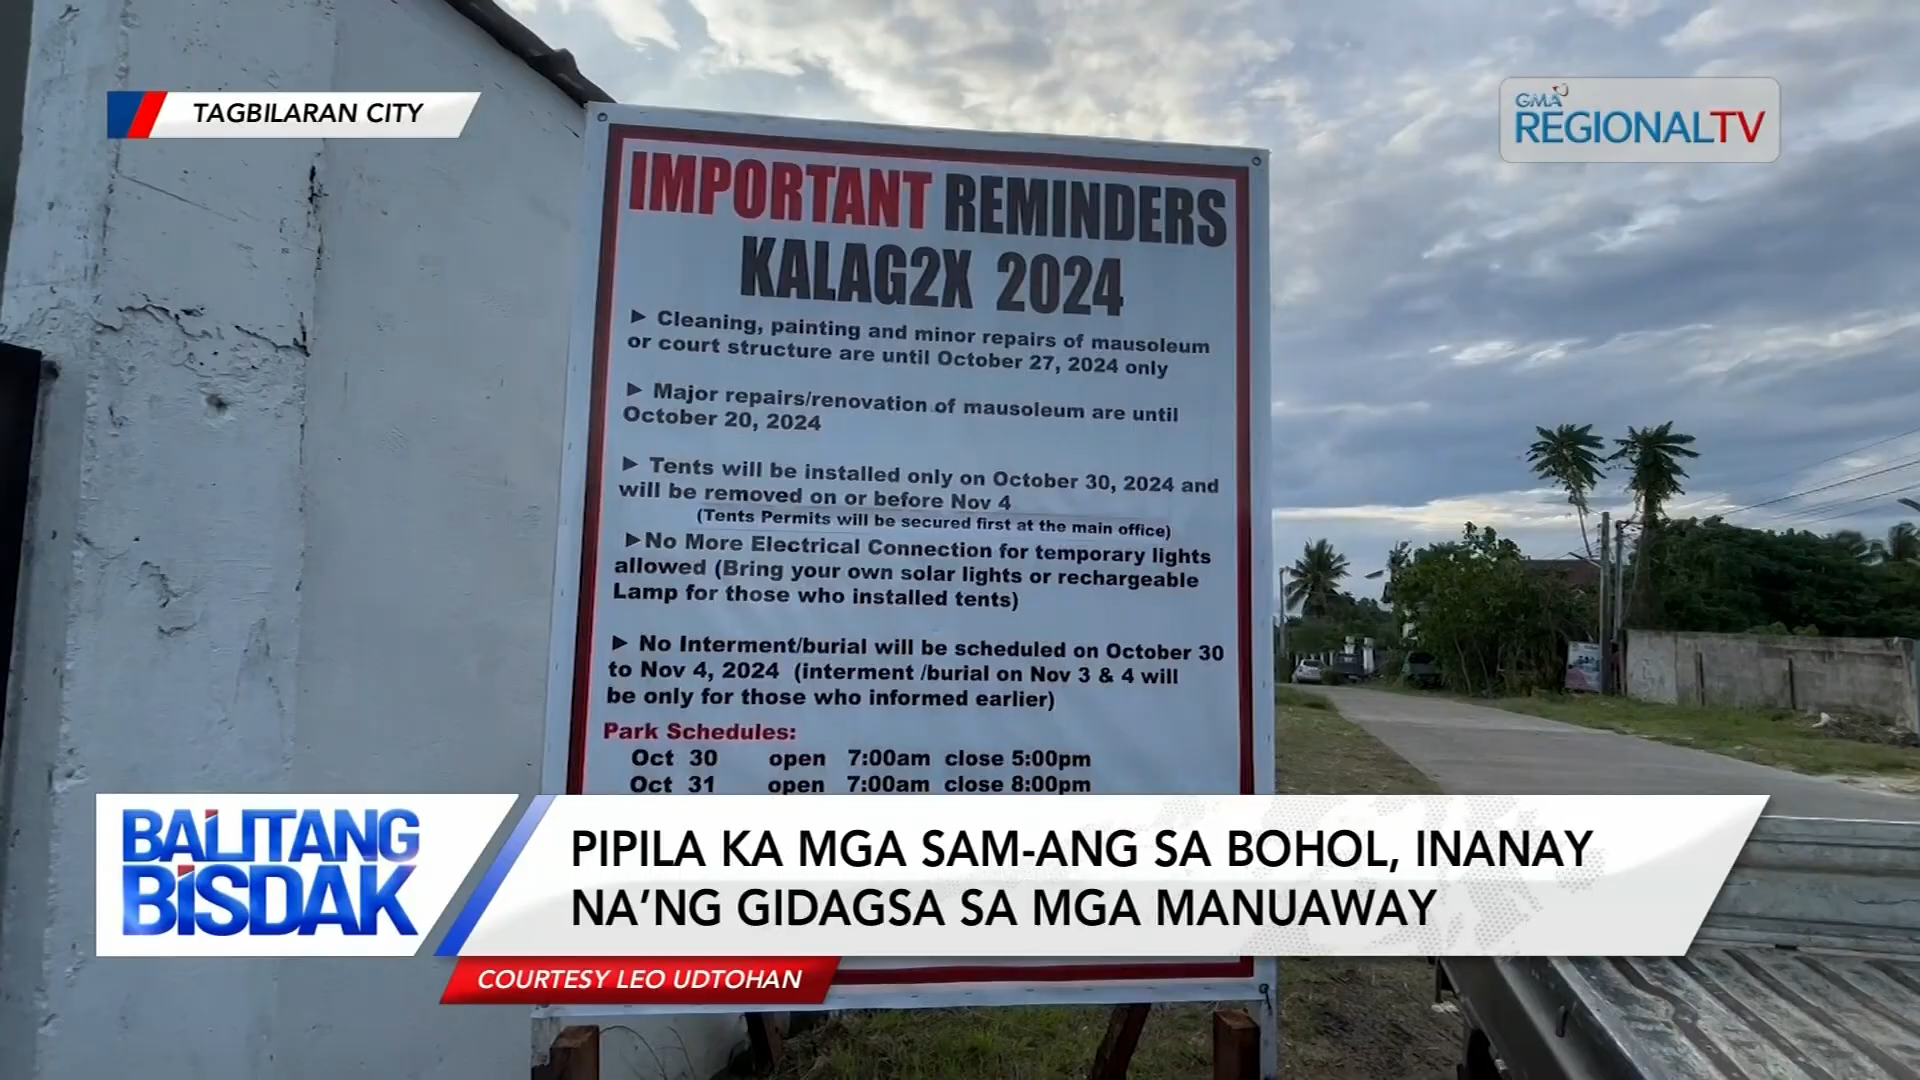 TAGBILARAN CITY
GMA
REGIONALTV
IMPORTANT REMINDERS
KALAG2X 2024
► Cleaning, painting and minor repairs of mausoleum
or court structure are until October 27, 2024 only
► Major repairs/renovation of mausoleum are until
October 20, 2024
► Tents will be installed only on October 30, 2024 and
will be removed on or before Nov 4
(Tents Permits will be secured first at the main office)
►No More Electrical Connection for temporary lights
allowed (Bring your own solar lights or rechargeable
Lamp for those who installed tents)
► No Interment/burial will be scheduled on October 30
to Nov 4, 2024 (interment /burial on Nov 3 & 4 will
be only for those who informed earlier)
Park Schedules:
Oct 30 open 7:00am close 5:00pm
Oct 31 open 7:00am close 8:00pm
BALITANG
BISDAK
PIPILA KA MGA SAM-ANG SA BOHOL, INANAY
NA'NG GIDAGSA SA MGA MANUAWAY
COURTESY LEO UDTOHAN